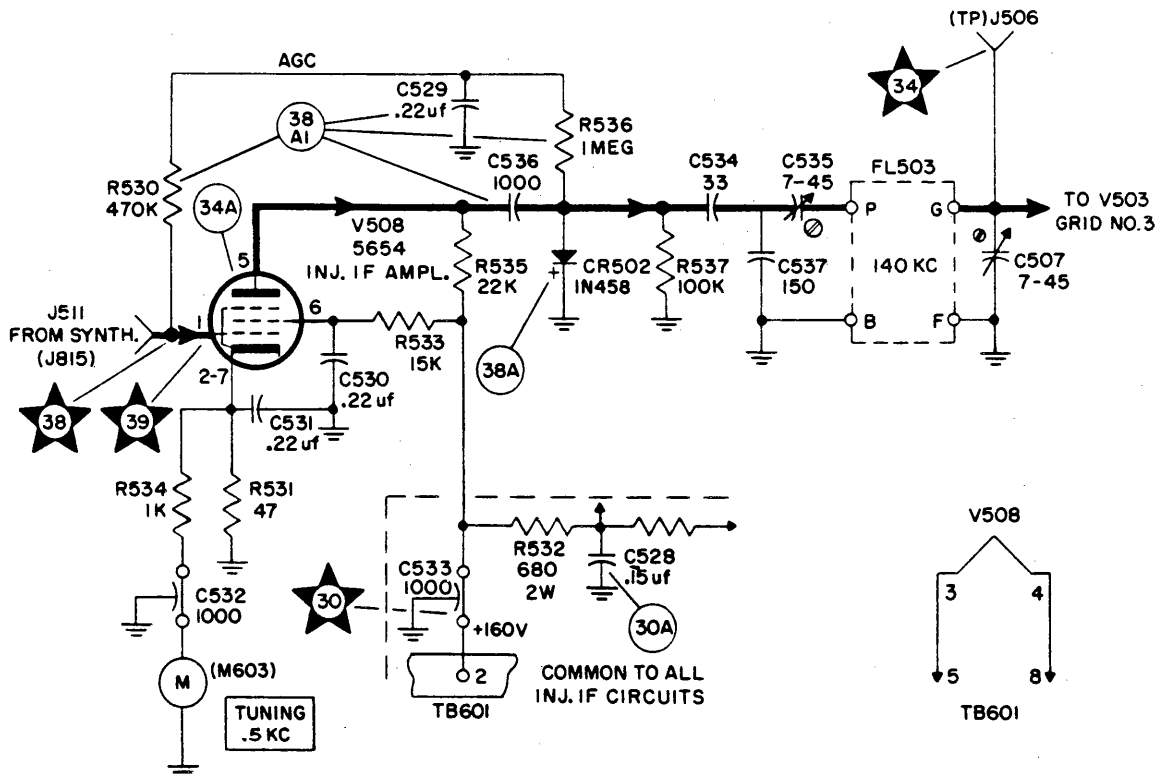 (TP)J506
34
AGC
C529
.22uf
38
A1
R536
1MEG
R530
470K
34A
C536
1000
C534
33
C535
7-45
FL503
P
G
TO V503
GRID NO.3
V508
5654
INJ. IF AMPL.
5
R535
22K
+
CR502
1N458
R537
100K
C537
150
140 KC
C507
7-45
J511
FROM SYNTH.
(J815)
1
6
R533
15K
B
F
38A
2-7
C530
.22uf
38
39
C531
.22uf
R534
1K
R531
47
V508
R532
680
2W
C528
.15uf
C533
1000
30
3
4
C532
1000
+160V
30A
M
(M603)
2
COMMON TO ALL
INJ. IF CIRCUITS
5
8
TUNING
.5 KC
TB601
TB601